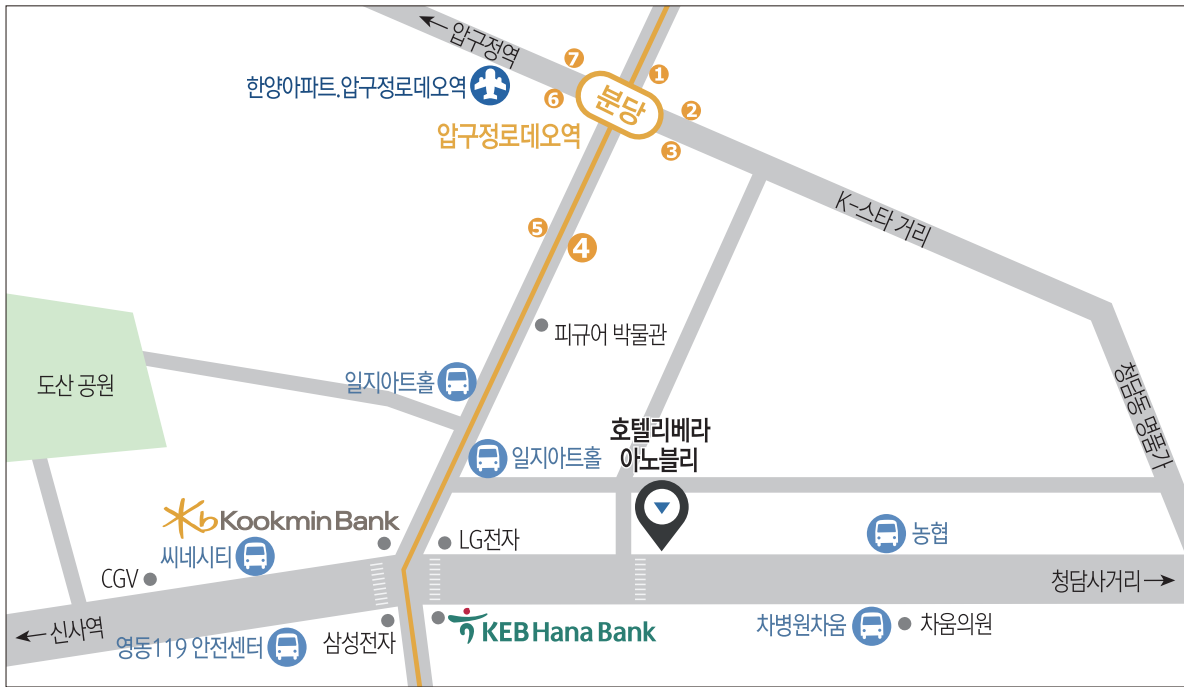 압구정역
한양아파트.압구정로데오역
7
6
분당
1
2
3
압구정로데오역
K-스타 거리
5
4
피규어 박물관
도산 공원
일지아트홀
청담동 명품가
호텔리베라
아노블리
일지아트홀
Kb Kookmin Bank
LG전자
농협
씨네시티
CGV
청담사거리
신사역
영동119 안전센터
삼성전자
KEB Hana Bank
차병원차움
차움의원